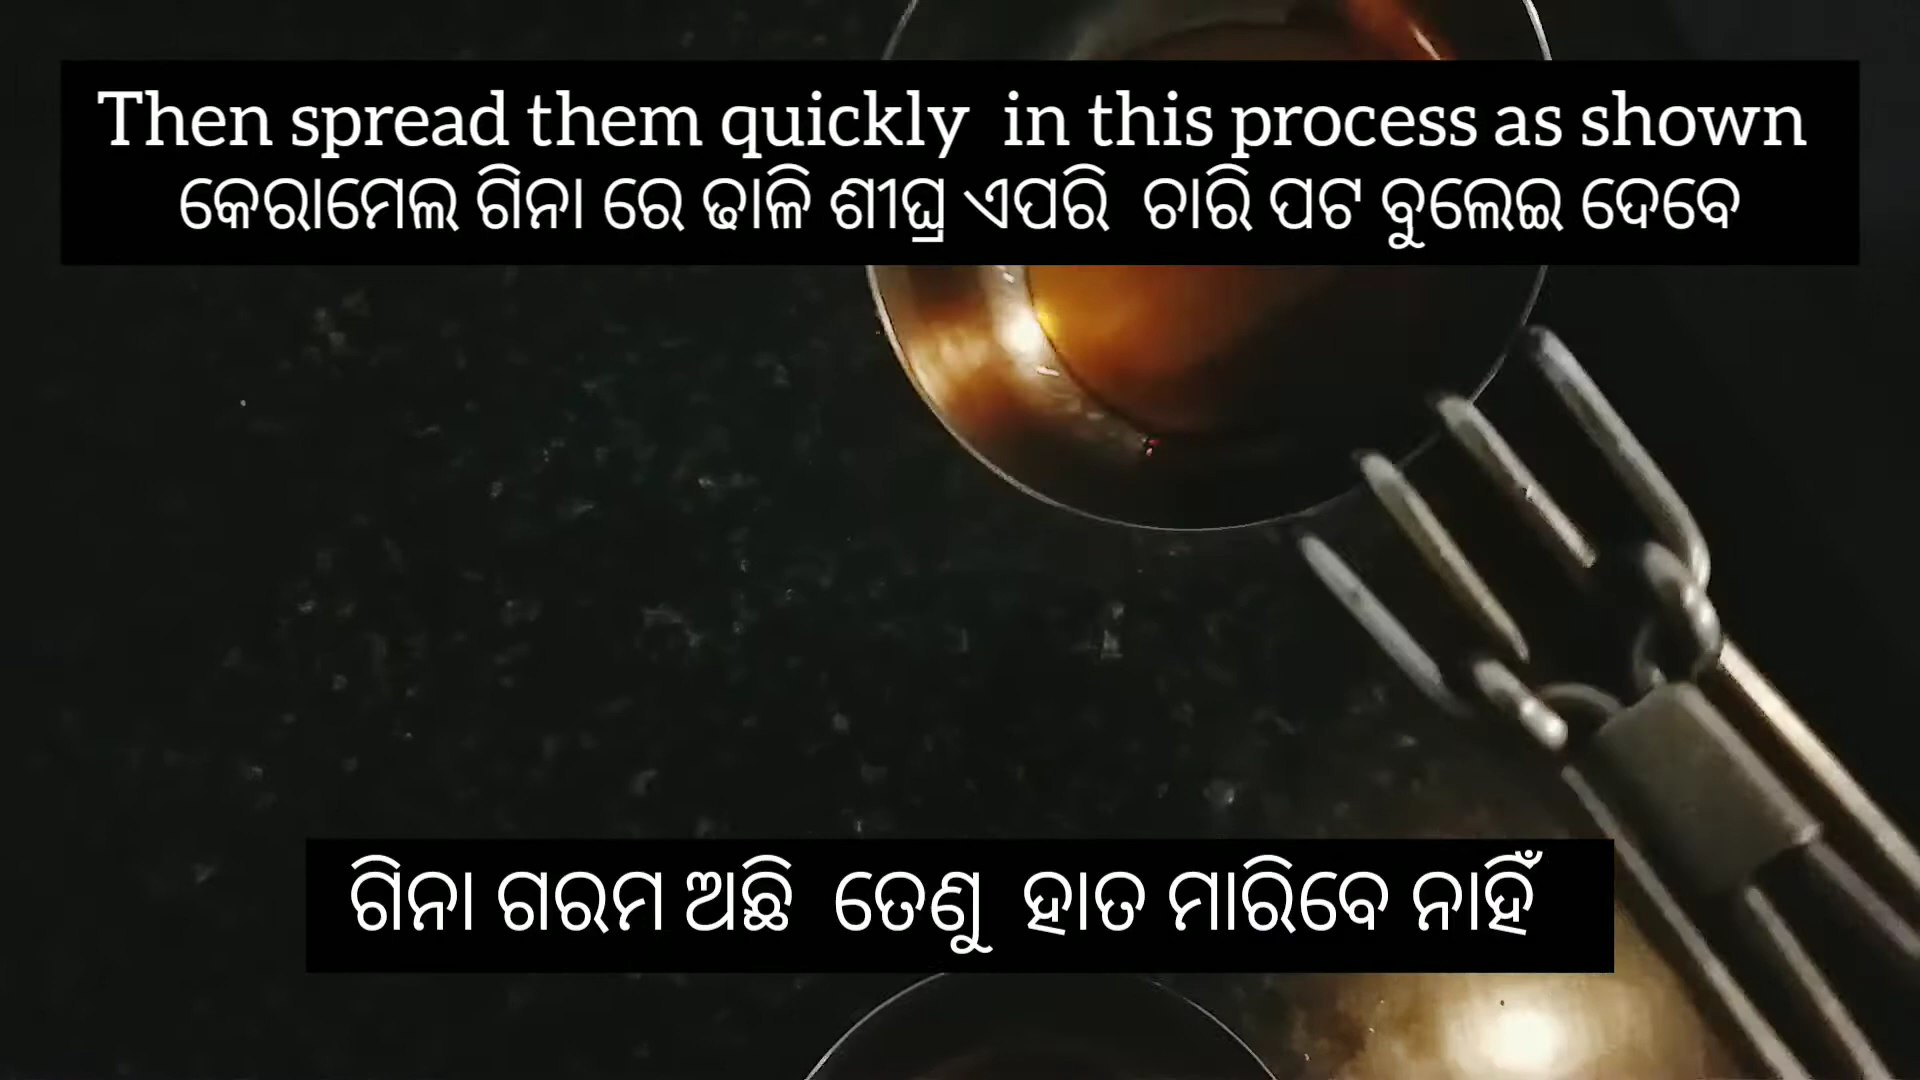 Then spread them quickly in this process as shown
କେରାମେଲ ଗିନା ରେ ଢାଳି ଶୀଘ୍ର ଏପରି ଚାରି ପଟ ବୁଲେଇ ଦେବେ
ଗିନା ଗରମ ଅଛି ତେଣୁ ହାତ ମାରିବେ ନାହିଁ